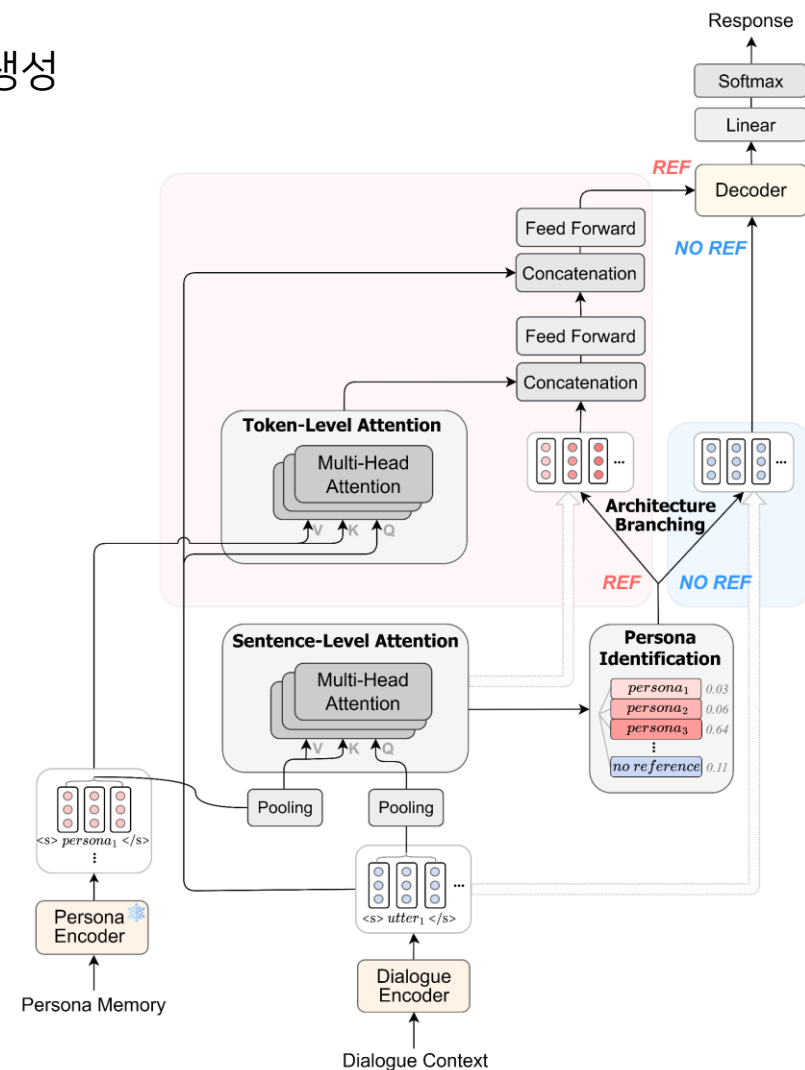 생성
Response
Softmax
Linear
REF
Decoder
Feed Forward
NO REF
Concatenation
Feed Forward
Concatenation
Token-Level Attention
Multi-Head
Attention
V K Q
...
...
Architecture
Branching
REF
NO REF
Sentence-Level Attention
Multi-Head
Attention
V K Q
Persona
Identification
persona1 0.03
persona2 0.06
persona3 0.64
⋮
no reference 0.11
Pooling
Pooling
<s> persona1 </s>
⋮
...
<s> utter1 </s>
Persona
Encoder
Dialogue
Encoder
Persona Memory
Dialogue Context